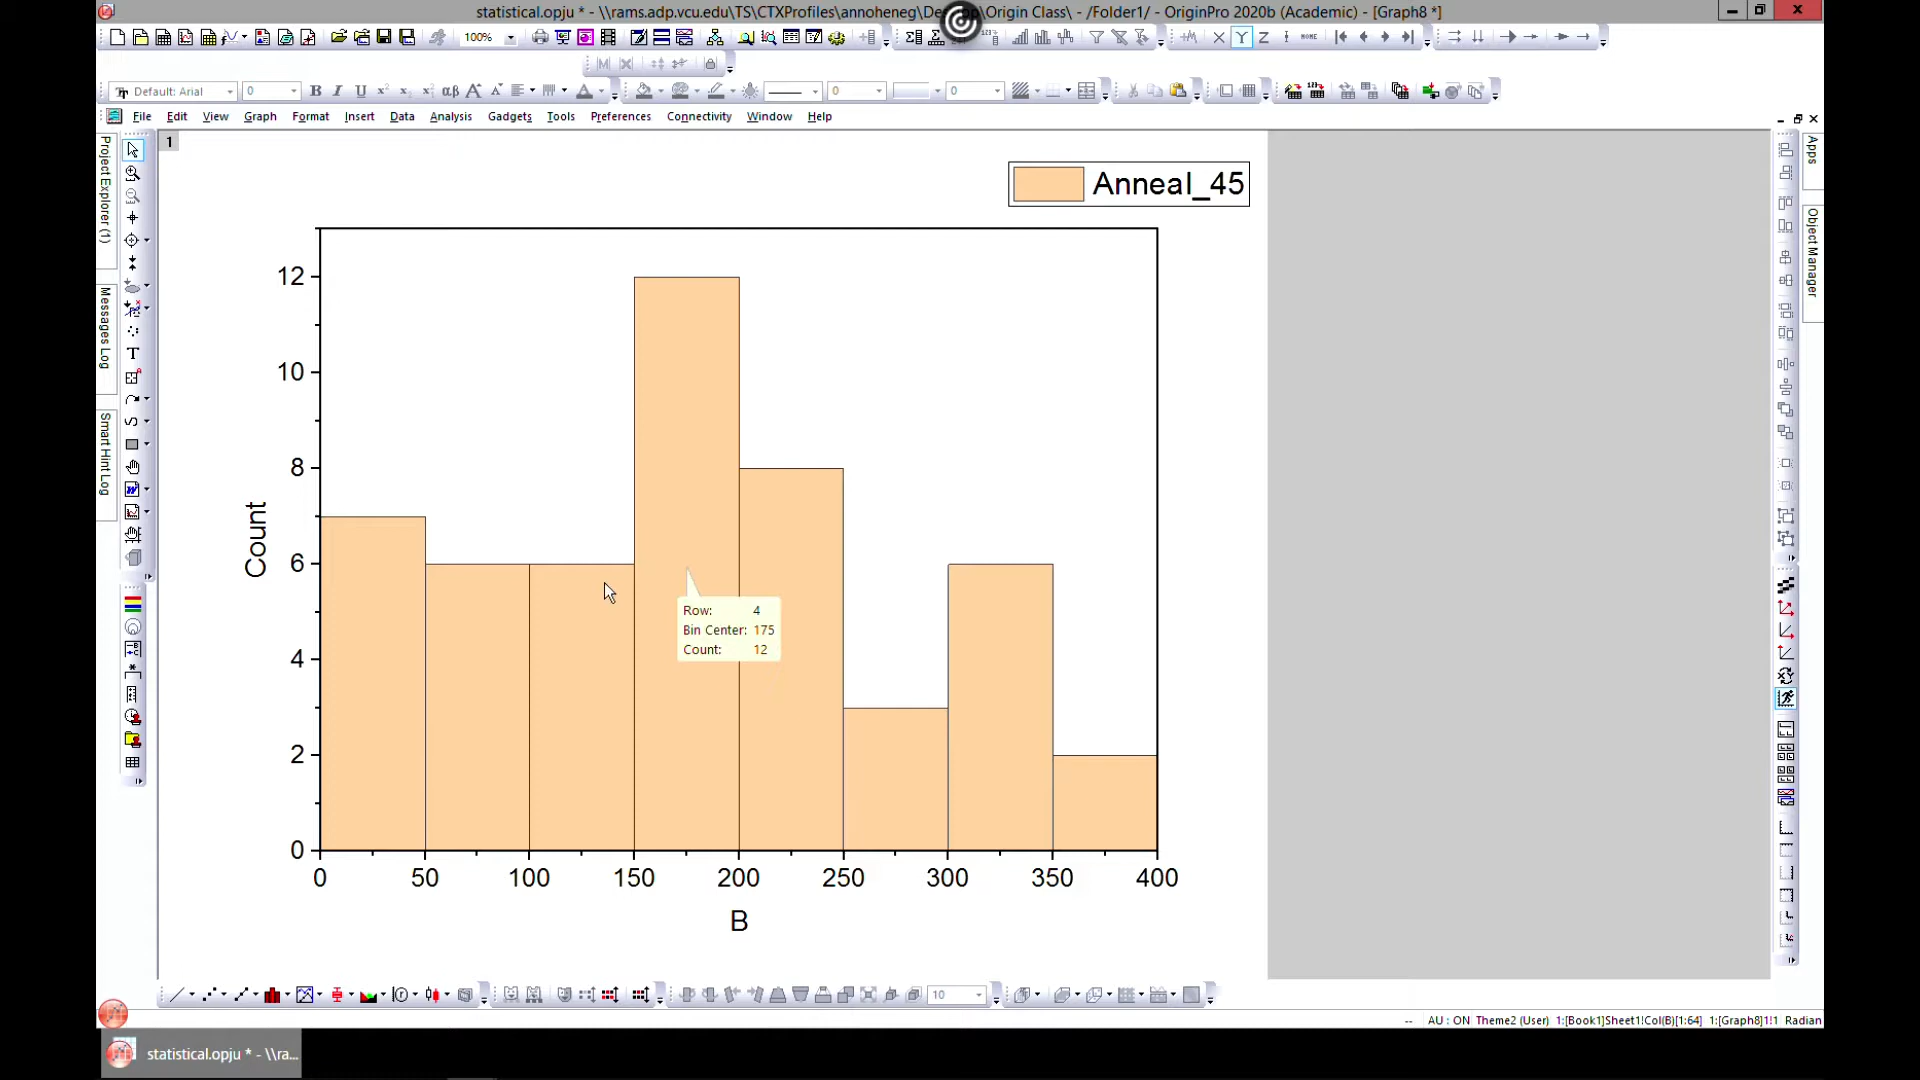 statistical.opju * - \\rams.adp.vcu.edu\TS\CTXProfiles\annoheneg\De p\Origin Class\ - /Folder1/ - OriginPro 2020b (Academic) - [Graph8 *]
100%
Default: Arial 0 B I U αβ A A A 0 0
File Edit View Graph Format Insert Data Analysis Gadgets Tools Preferences Connectivity Window Help
1
Project Explorer (1)
Messages Log
Smart Hint Log
Apps
Object Manager
Anneal_45
12
10
8
6
4
2
0
Count
Row: 4
Bin Center: 175
Count: 12
0 50 100 150 200 250 300 350 400
B
10
-- AU : ON Theme2 (User) 1:[Book1]Sheet1!Col(B)[1:64] 1:[Graph8]1!1 Radian
statistical.opju * - \\ra...